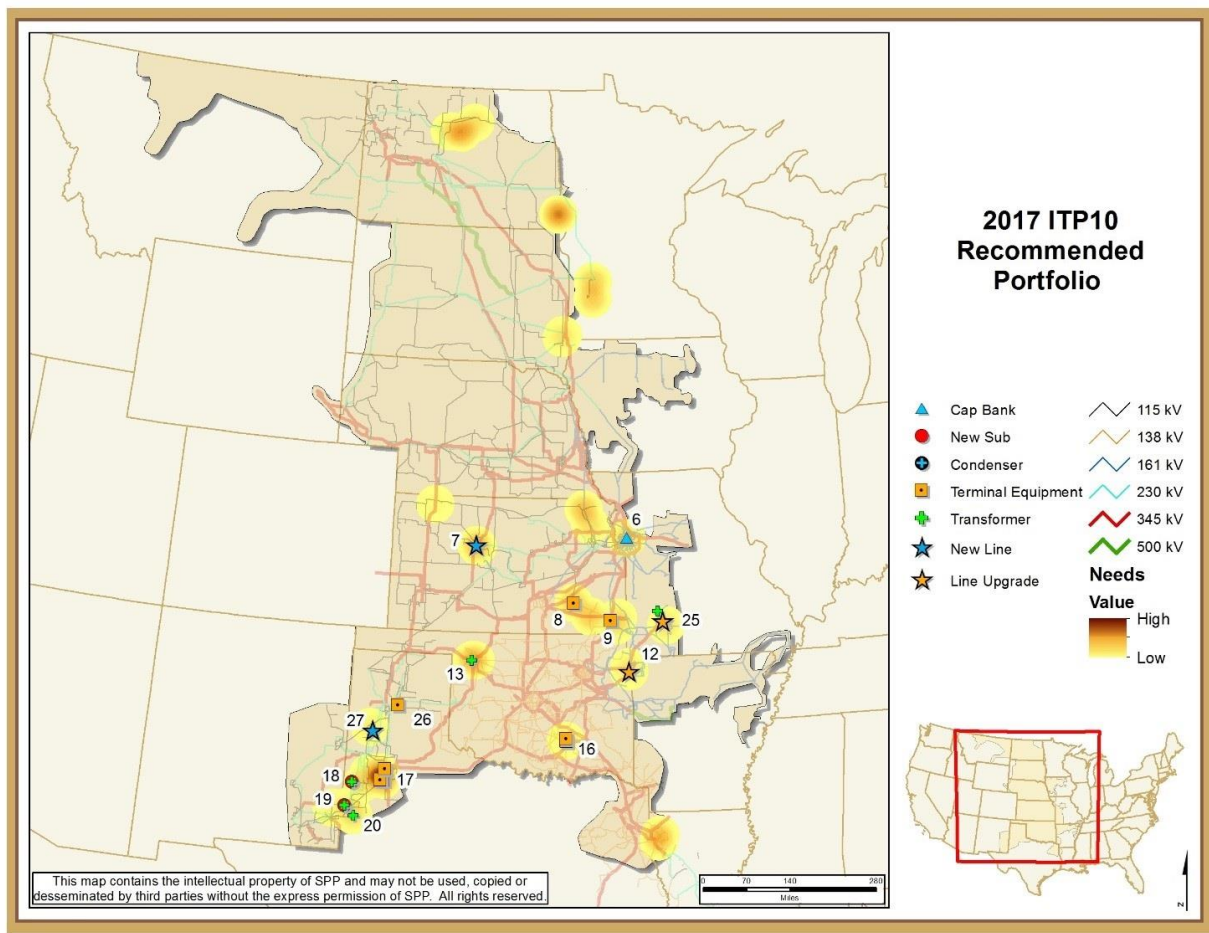 2017 ITP10
Recommended
Portfolio
Cap Bank
New Sub
Condenser
Terminal Equipment
Transformer
New Line
Line Upgrade
115 kV
138 kV
161 kV
230 kV
345 kV
500 kV
Needs
Value
High
Low
6
7
8
9
25
12
13
26
27
16
18
17
19
20
This map contains the intellectual property of SPP and may not be used, copied or
desseminated by third parties without the express permission of SPP. All rights reserved.
0 70 140 280
Miles
N